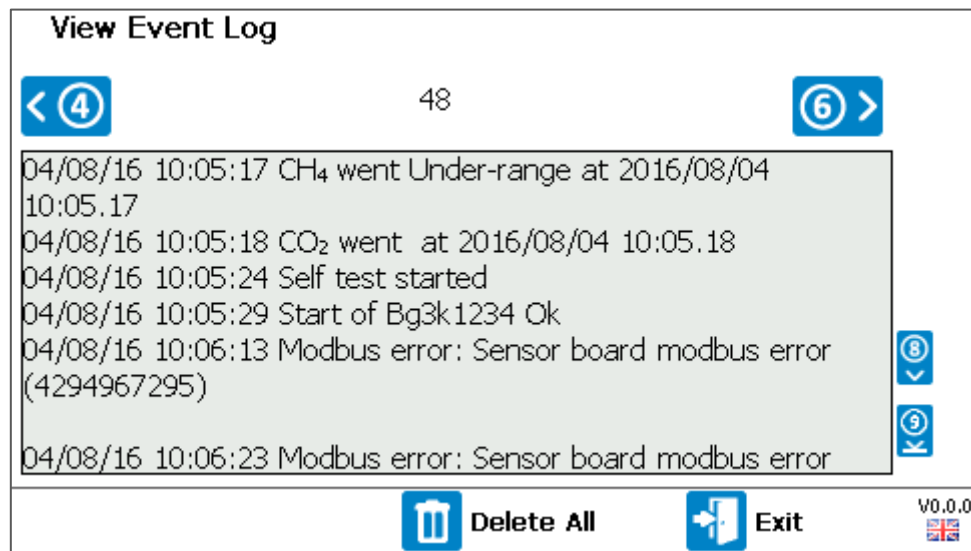 View Event Log
< ④ 48 ⑥ >
04/08/16 10:05:17 CH₄ went Under-range at 2016/08/04
10:05.17
04/08/16 10:05:18 CO₂ went  at 2016/08/04 10:05.18
04/08/16 10:05:24 Self test started
04/08/16 10:05:29 Start of Bg3k1234 Ok
04/08/16 10:06:13 Modbus error: Sensor board modbus error
⑧
(4294967295)
⑨
04/08/16 10:06:23 Modbus error: Sensor board modbus error
Delete All Exit V0.0.0